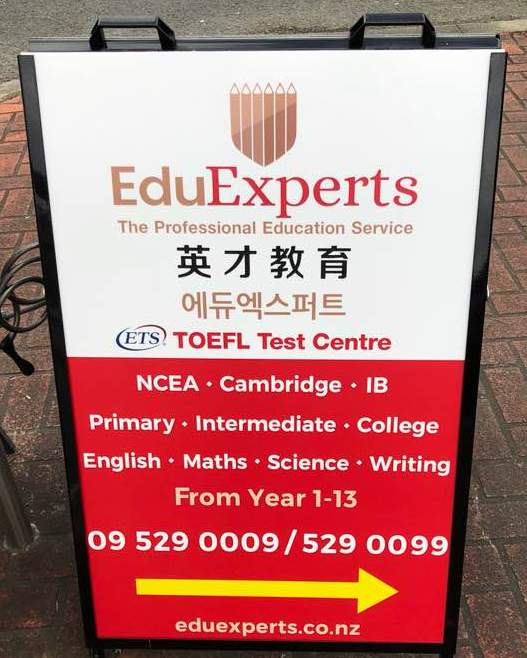 EduExperts
The Professional Education Service
英才教育
에듀엑스퍼트
ETS TOEFL Test Centre
NCEA • Cambridge • IB
Primary • Intermediate • College
English • Maths • Science • Writing
From Year 1-13
09 529 0009 / 529 0099
eduexperts.co.nz